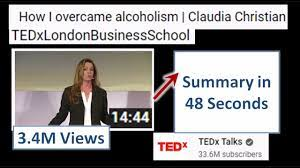 How I overcame alcoholism | Claudia Christian
TEDxLondonBusinessSchool
14:44
3.4M Views
Summary in
48 Seconds
TEDx
TEDx Talks
33.6M subscribers